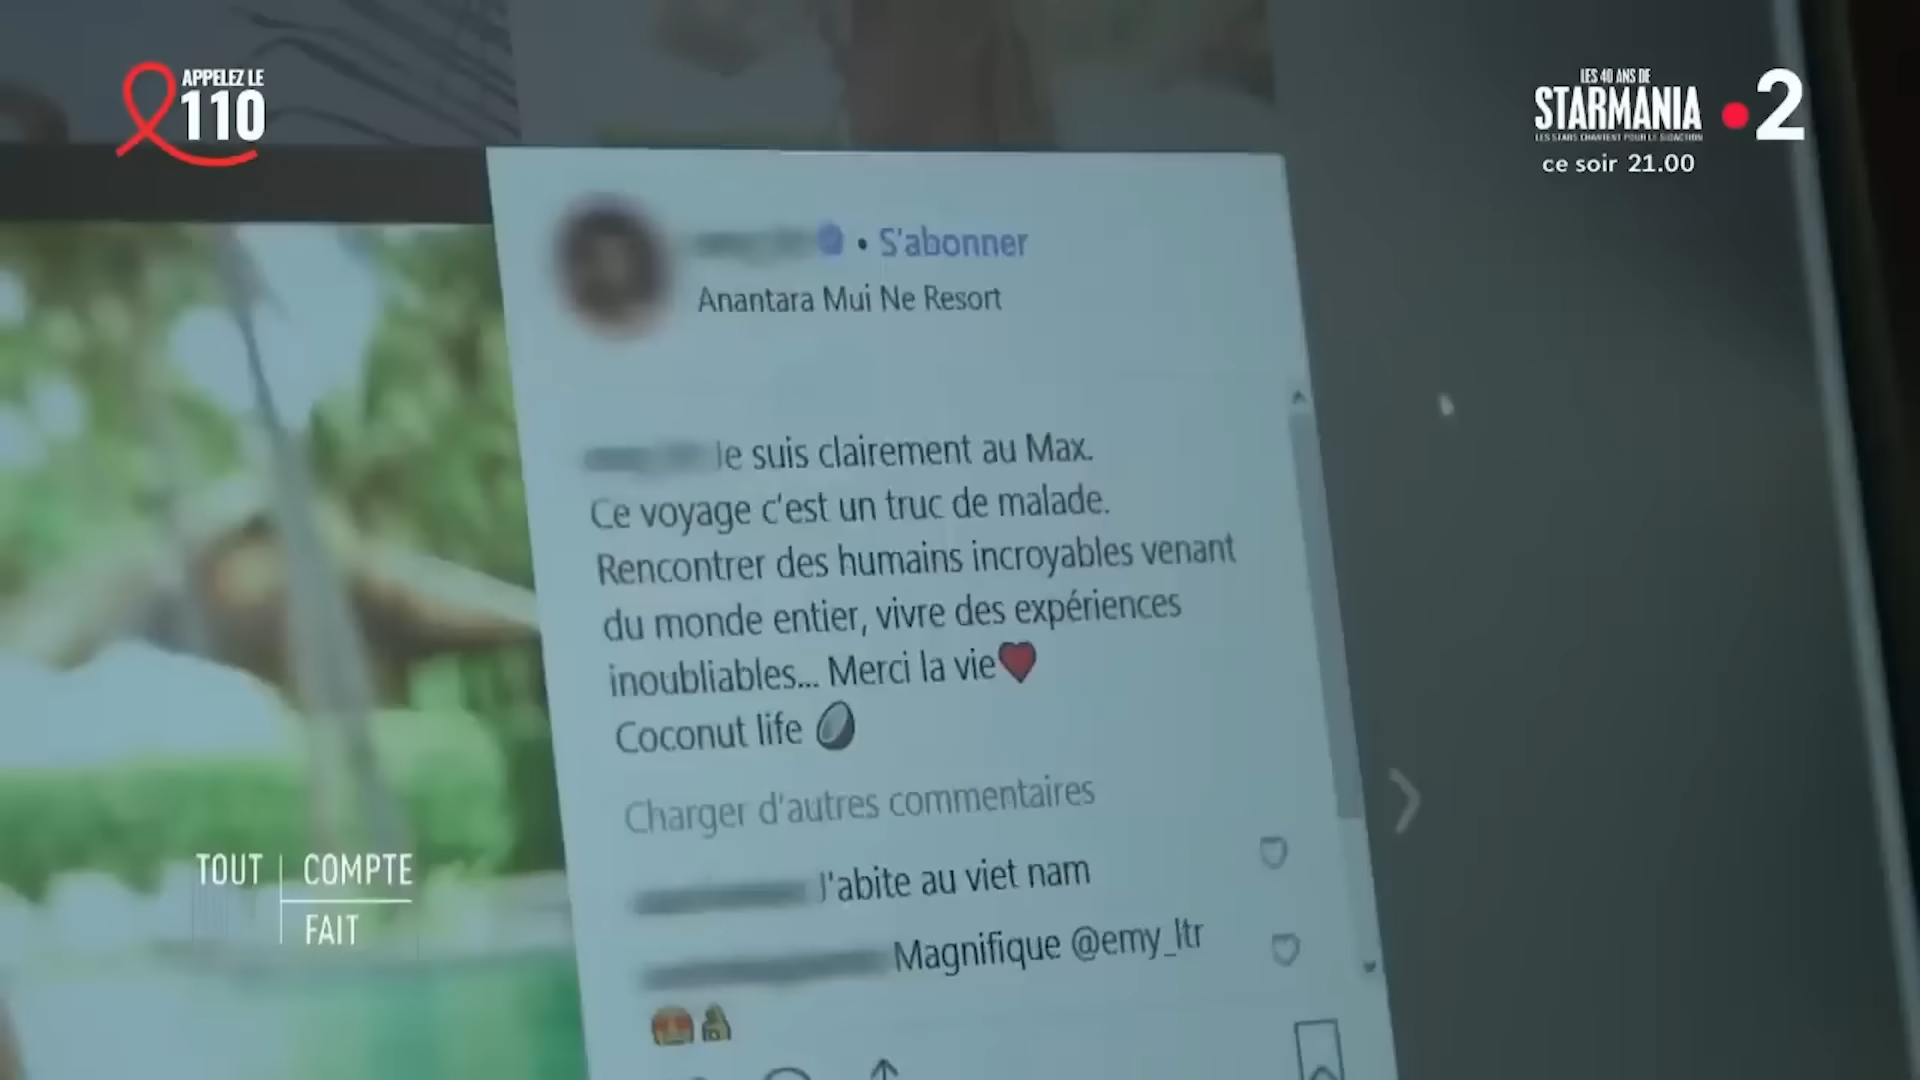 APPELEZ LE
110
LES 40 ANS DE
STARMANIA
LES STARS CHANTENT POUR LE SIDACTION
ce soir 21.00
2
• S'abonner
Anantara Mui Ne Resort
Je suis clairement au Max.
Ce voyage c'est un truc de malade.
Rencontrer des humains incroyables venant
du monde entier, vivre des expériences
inoubliables... Merci la vie❤️
Coconut life 🥥
Charger d'autres commentaires
J'abite au viet nam
Magnifique @emy_ltr
TOUT COMPTE
FAIT